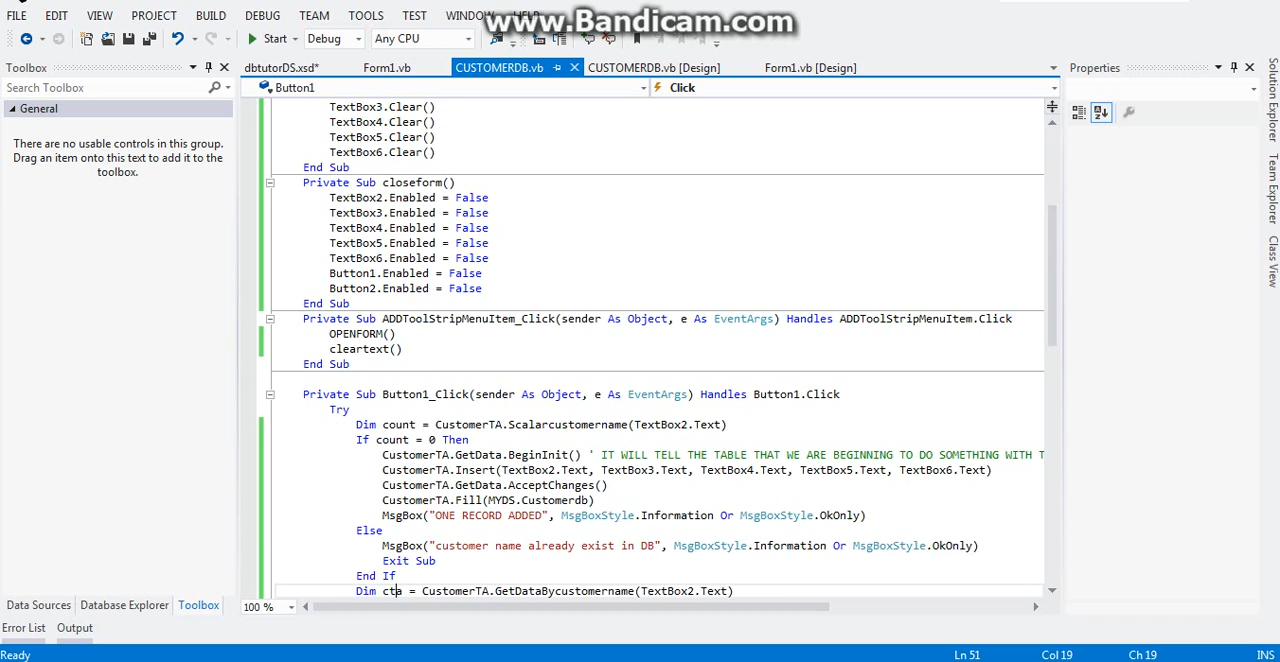 www.Bandicam.com
FILE EDIT VIEW PROJECT BUILD DEBUG TEAM TOOLS TEST WINDOW HELP
Start Debug Any CPU
Toolbox
dbtutorDS.xsd* Form1.vb CUSTOMERDB.vb CUSTOMERDB.vb [Design] Form1.vb [Design]
Properties
Search Toolbox
Button1 Click
General
There are no usable controls in this group.
Drag an item onto this text to add it to the
toolbox.
TextBox3.Clear()
TextBox4.Clear()
TextBox5.Clear()
TextBox6.Clear()
End Sub
Private Sub closeform()
TextBox2.Enabled = False
TextBox3.Enabled = False
TextBox4.Enabled = False
TextBox5.Enabled = False
TextBox6.Enabled = False
Button1.Enabled = False
Button2.Enabled = False
End Sub
Private Sub ADDToolStripMenuItem_Click(sender As Object, e As EventArgs) Handles ADDToolStripMenuItem.Click
OPENFORM()
cleartext()
End Sub
Private Sub Button1_Click(sender As Object, e As EventArgs) Handles Button1.Click
Try
Dim count = CustomerTA.Scalarcustomername(TextBox2.Text)
If count = 0 Then
CustomerTA.GetData.BeginInit() ' IT WILL TELL THE TABLE THAT WE ARE BEGINNING TO DO SOMETHING WITH T
CustomerTA.Insert(TextBox2.Text, TextBox3.Text, TextBox4.Text, TextBox5.Text, TextBox6.Text)
CustomerTA.GetData.AcceptChanges()
CustomerTA.Fill(MYDS.Customerdb)
MsgBox("ONE RECORD ADDED", MsgBoxStyle.Information Or MsgBoxStyle.OkOnly)
Else
MsgBox("customer name already exist in DB", MsgBoxStyle.Information Or MsgBoxStyle.OkOnly)
Exit Sub
End If
Dim cta = CustomerTA.GetDataBycustomername(TextBox2.Text)
Solution Explorer
Team Explorer
Class View
Data Sources Database Explorer Toolbox
100 %
Error List Output
Ready Ln 51 Col 19 Ch 19 INS